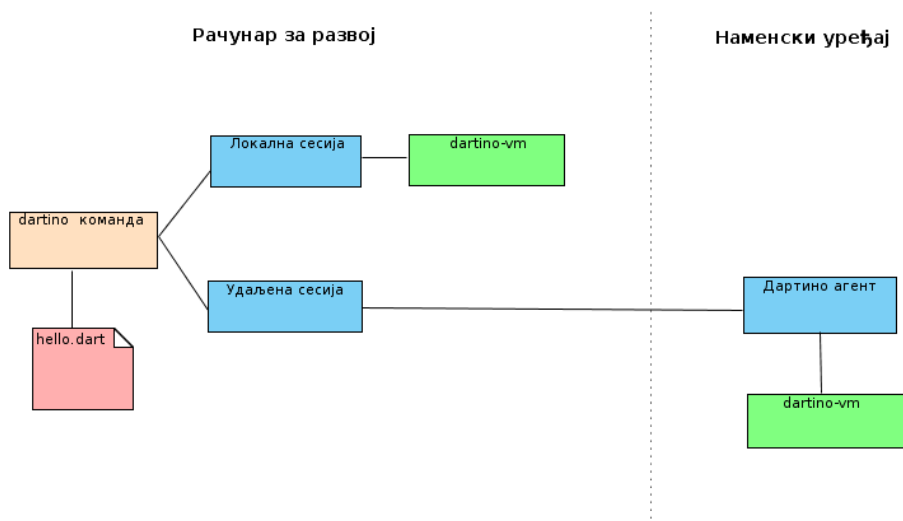 Рачунар за развој
Наменски уређај
Локална сесија
dartino-vm
dartino команда
Удаљена сесија
Дартино агент
hello.dart
dartino-vm